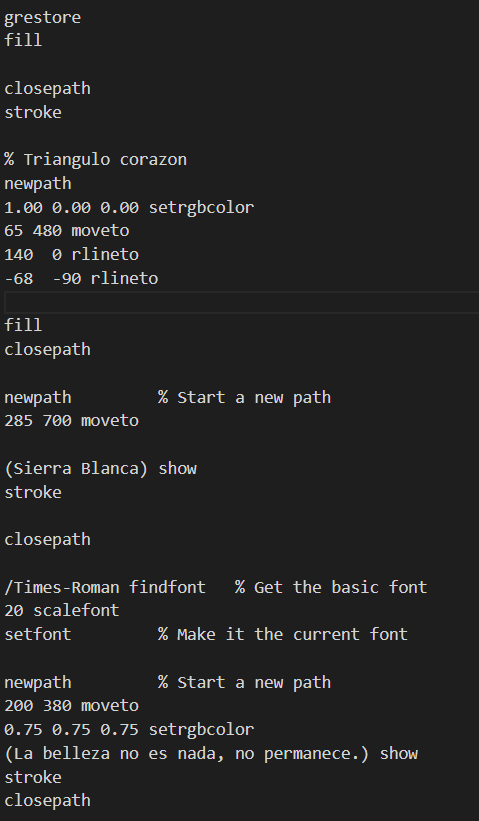 grestore
fill
closepath
stroke
% Triangulo corazon
newpath
1.00 0.00 0.00 setrgbcolor
65 480 moveto
140  0 rlineto
-68  -90 rlineto
fill
closepath
newpath         % Start a new path
285 700 moveto
(Sierra Blanca) show
stroke
closepath
/Times-Roman findfont   % Get the basic font
20 scalefont
setfont         % Make it the current font
newpath         % Start a new path
200 380 moveto
0.75 0.75 0.75 setrgbcolor
(La belleza no es nada, no permanece.) show
stroke
closepath